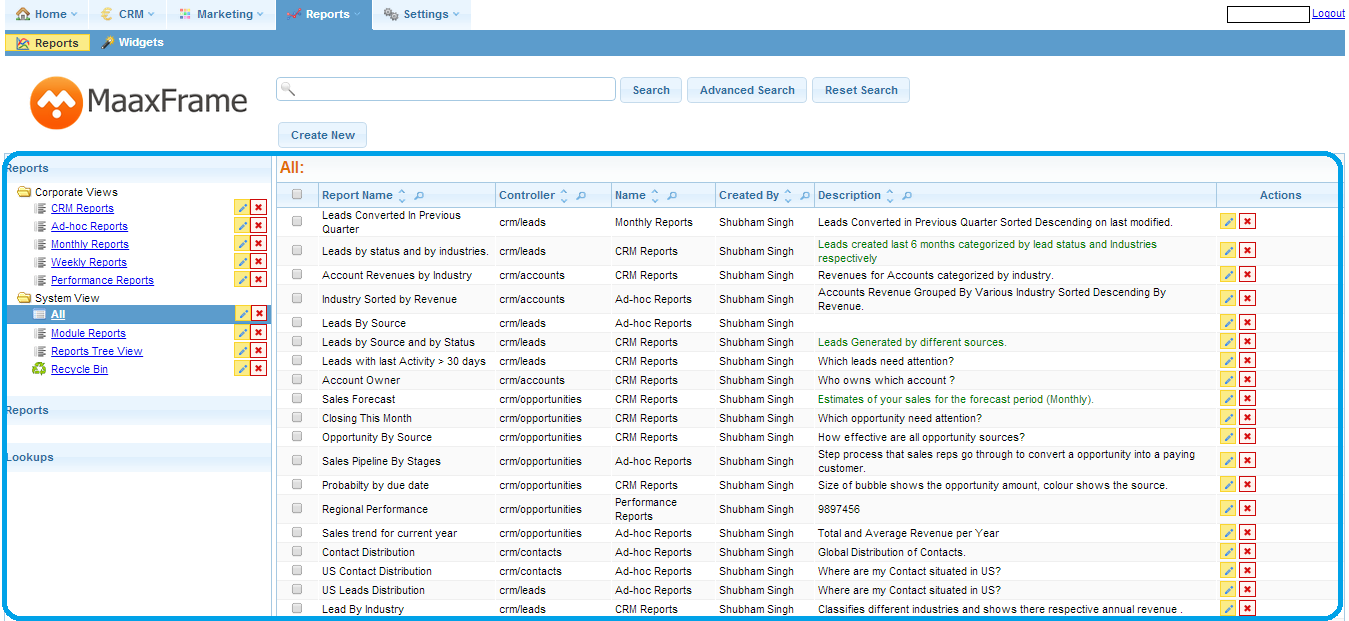 Home CRM Marketing Reports Settings Logout
Reports Widgets
MaaxFrame
Search Advanced Search Reset Search
Create New
Reports
Corporate Views
CRM Reports
Ad-hoc Reports
Monthly Reports
Weekly Reports
Performance Reports
System View
All
Module Reports
Reports Tree View
Recycle Bin
Reports
Lookups
All:
Report Name Controller Name Created By Description Actions
Leads Converted In Previous
Quarter crm/leads Monthly Reports Shubham Singh Leads Converted in Previous Quarter Sorted Descending on last modified.
Leads by status and by industries. crm/leads CRM Reports Shubham Singh Leads created last 6 months categorized by lead status and Industries
respectively
Account Revenues by Industry crm/accounts CRM Reports Shubham Singh Revenues for Accounts categorized by industry.
Industry Sorted by Revenue crm/accounts Ad-hoc Reports Shubham Singh Accounts Revenue Grouped By Various Industry Sorted Descending By
Revenue.
Leads By Source crm/leads Ad-hoc Reports Shubham Singh
Leads by Source and by Status crm/leads CRM Reports Shubham Singh Leads Generated by different sources.
Leads with last Activity > 30 days crm/leads CRM Reports Shubham Singh Which leads need attention?
Account Owner crm/accounts CRM Reports Shubham Singh Who owns which account ?
Sales Forecast crm/opportunities CRM Reports Shubham Singh Estimates of your sales for the forecast period (Monthly).
Closing This Month crm/opportunities CRM Reports Shubham Singh Which opportunity need attention?
Opportunity By Source crm/opportunities CRM Reports Shubham Singh How effective are all opportunity sources?
Sales Pipeline By Stages crm/opportunities Ad-hoc Reports Shubham Singh Step process that sales reps go through to convert a opportunity into a paying
customer.
Probabilty by due date crm/opportunities CRM Reports Shubham Singh Size of bubble shows the opportunity amount, colour shows the source.
Regional Performance crm/opportunities Performance
Reports Shubham Singh 9897456
Sales trend for current year crm/opportunities Ad-hoc Reports Shubham Singh Total and Average Revenue per Year
Contact Distribution crm/contacts Ad-hoc Reports Shubham Singh Global Distribution of Contacts.
US Contact Distribution crm/contacts Ad-hoc Reports Shubham Singh Where are my Contact situated in US?
US Leads Distribution crm/leads Ad-hoc Reports Shubham Singh Where are my Contact situated in US?
Lead By Industry crm/leads CRM Reports Shubham Singh Classifies different industries and shows there respective annual revenue .